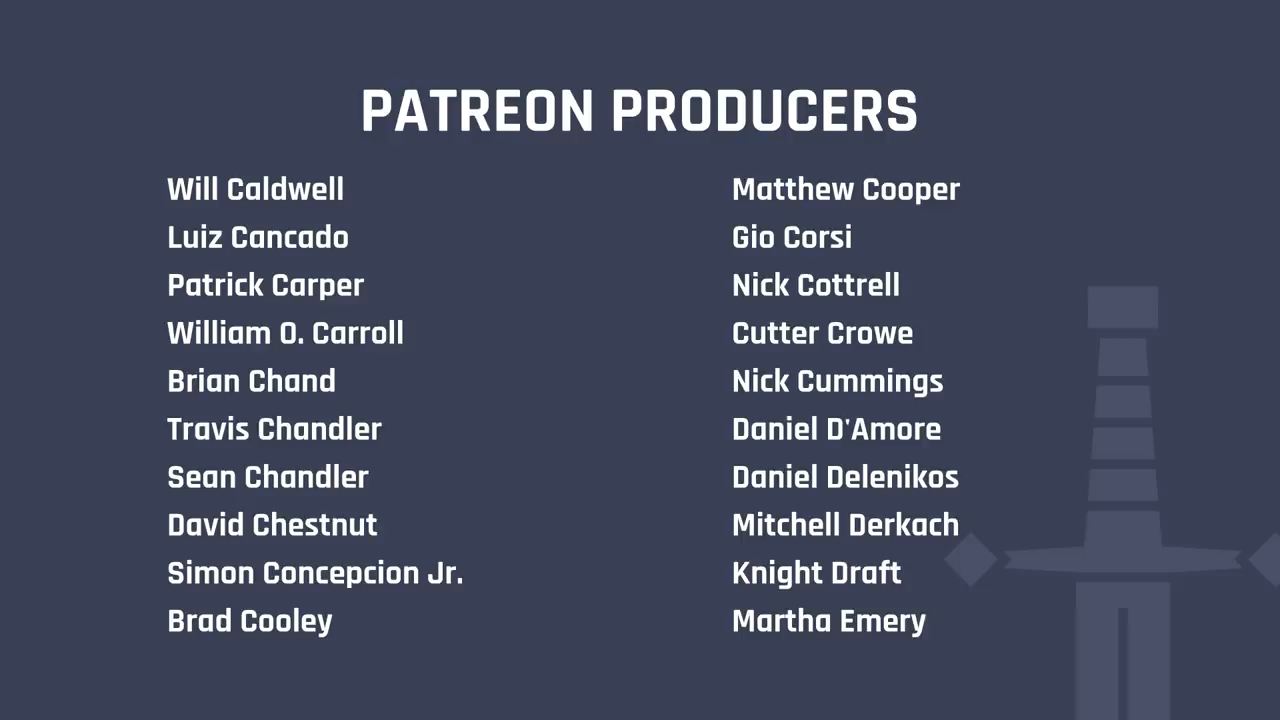 PATREON PRODUCERS
Will Caldwell
Luiz Cancado
Patrick Carper
William O. Carroll
Brian Chand
Travis Chandler
Sean Chandler
David Chestnut
Simon Concepcion Jr.
Brad Cooley
Matthew Cooper
Gio Corsi
Nick Cottrell
Cutter Crowe
Nick Cummings
Daniel D'Amore
Daniel Delenikos
Mitchell Derkach
Knight Draft
Martha Emery